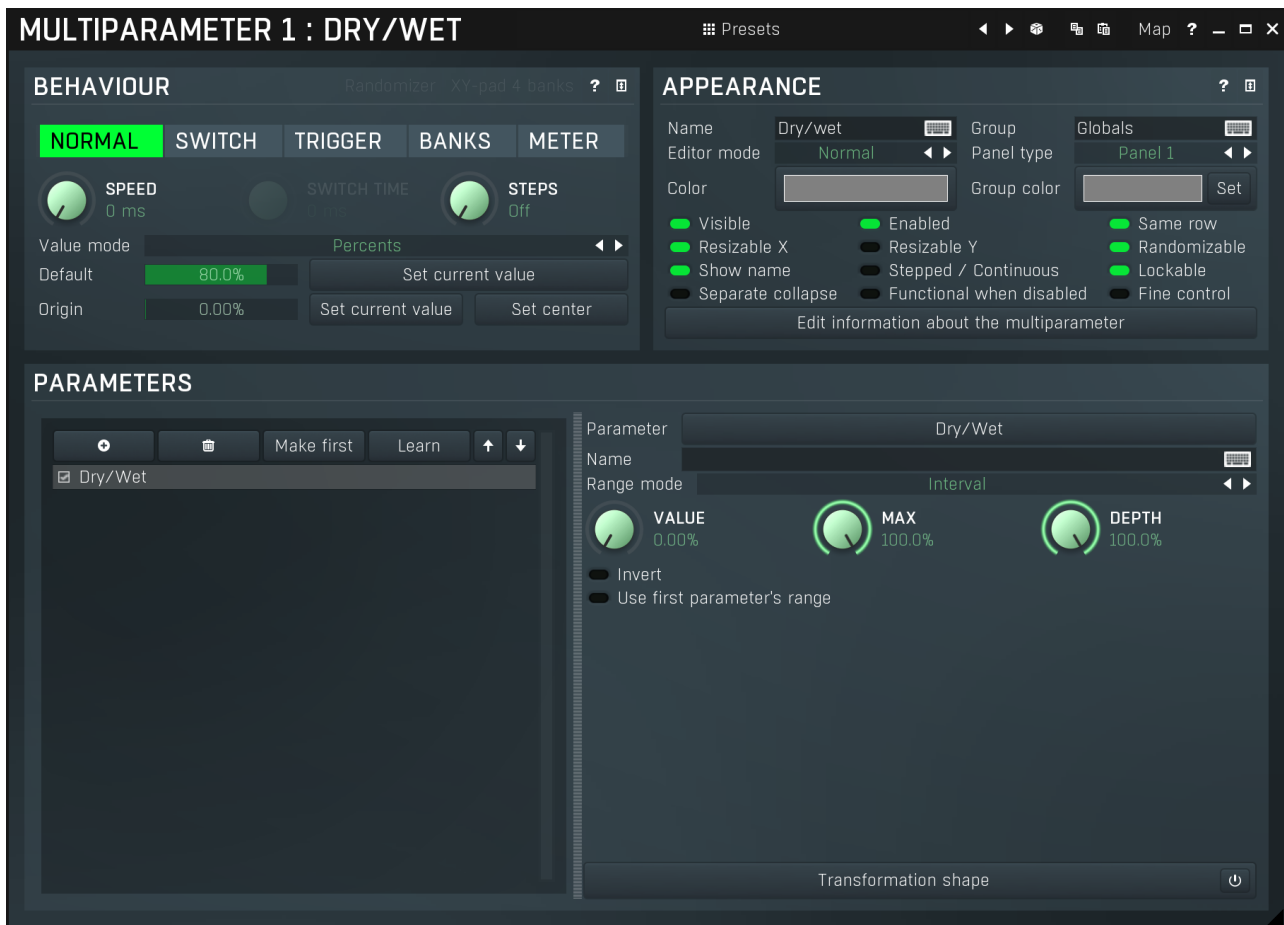 MULTIPARAMETER 1 : DRY/WET Presets Map ?
BEHAVIOUR Randomizer XY-pad 4 banks ?
NORMAL SWITCH TRIGGER BANKS METER
SPEED SWITCH TIME STEPS
0 ms Off
Value mode Percents
Default 80.0% Set current value
Origin 0.00% Set current value Set center
APPEARANCE ?
Name Dry/wet Group Globals
Editor mode Normal Panel type Panel 1
Color Group color Set
Visible Enabled Same row
Resizable X Resizable Y Randomizable
Show name Stepped / Continuous Lockable
Separate collapse Functional when disabled Fine control
Edit information about the multiparameter
PARAMETERS
Make first Learn
Dry/Wet
Parameter Dry/Wet
Name
Range mode Interval
VALUE MAX DEPTH
0.00% 100.0% 100.0%
Invert
Use first parameter's range
Transformation shape